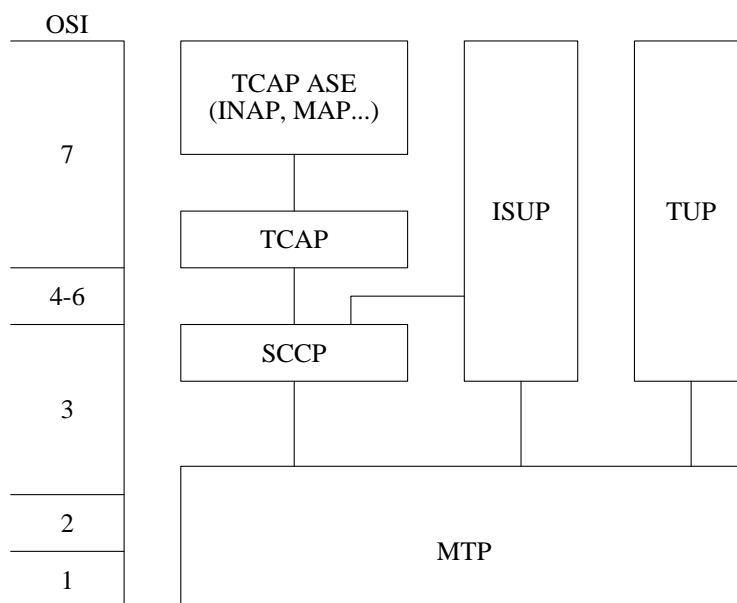 OSI
7
4-6
3
2
1
TCAP ASE
(INAP, MAP...)
TCAP
SCCP
ISUP
TUP
MTP